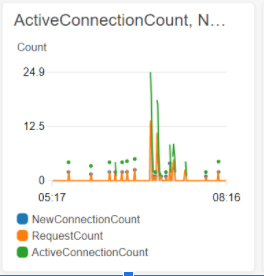 ActiveConnectionCount, N...
Count
24.9
12.5
0
05:17 08:16
NewConnectionCount
RequestCount
ActiveConnectionCount